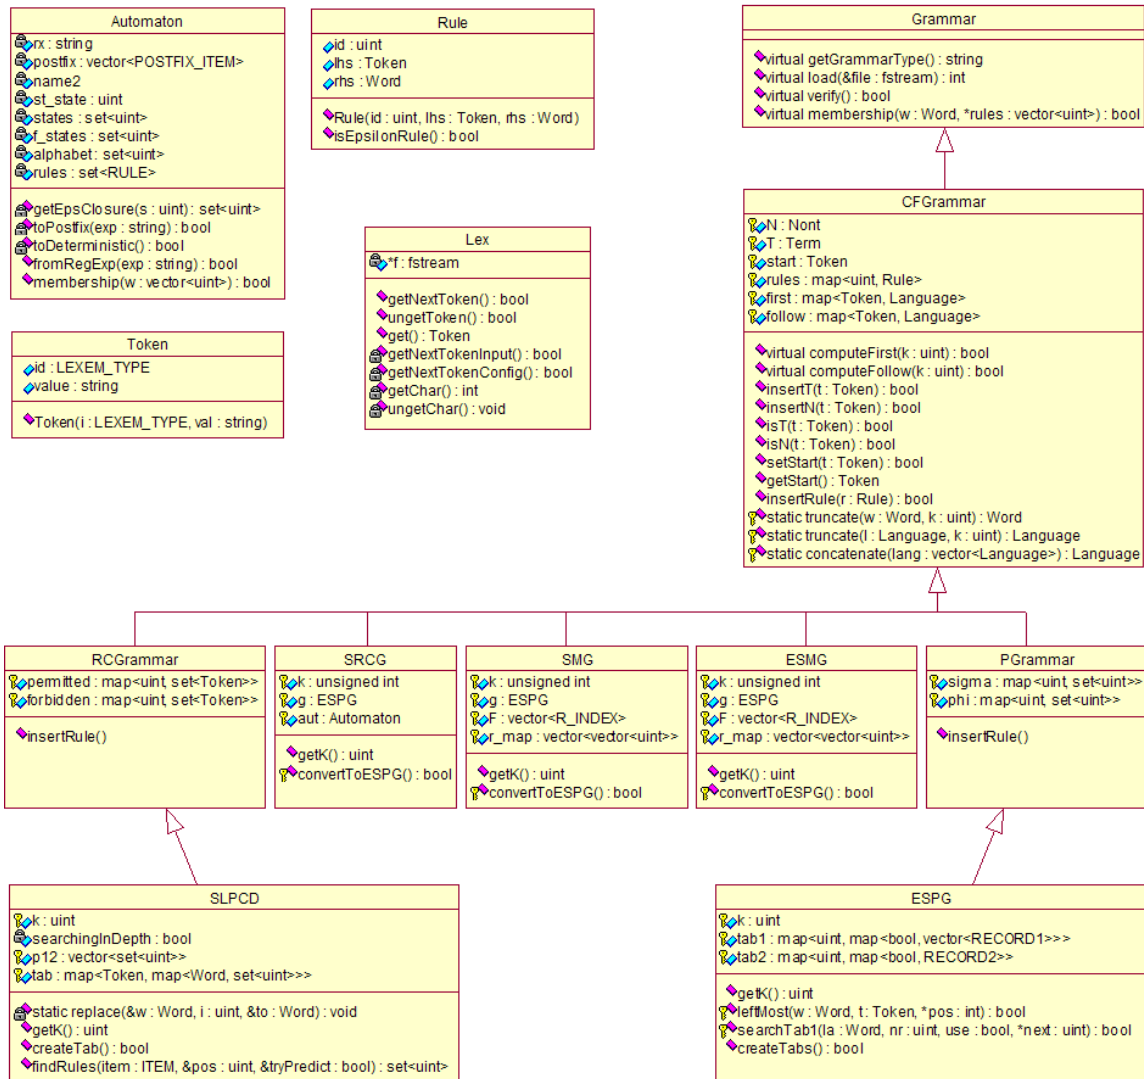 Automaton
rx : string
postfix : vector<POSTFIX_ITEM>
name2
st_state : uint
states : set<uint>
f_states : set<uint>
alphabet : set<uint>
rules : set<RULE>
getEpsClosure(s : uint) : set<uint>
toPostfix(exp : string) : bool
toDeterministic() : bool
fromRegExp(exp : string) : bool
membership(w : vector<uint>) : bool
Rule
id : uint
lhs : Token
rhs : Word
Rule(id : uint, lhs : Token, rhs : Word)
isEpsilonRule() : bool
Grammar
virtual getGrammarType() : string
virtual load(&file : fstream) : int
virtual verify() : bool
virtual membership(w : Word, *rules : vector<uint>) : bool
Token
id : LEXEM_TYPE
value : string
Token(i : LEXEM_TYPE, val : string)
Lex
*f : fstream
getNextToken() : bool
ungetToken() : bool
get() : Token
getNextTokenInput() : bool
getNextTokenConfig() : bool
getChar() : int
ungetChar() : void
CFGrammar
N : Nont
T : Term
start : Token
rules : map<uint, Rule>
first : map<Token, Language>
follow : map<Token, Language>
virtual computeFirst(k : uint) : bool
virtual computeFollow(k : uint) : bool
insertT(t : Token) : bool
insertN(t : Token) : bool
isT(t : Token) : bool
isN(t : Token) : bool
setStart(t : Token) : bool
getStart() : Token
insertRule(r : Rule) : bool
static truncate(w : Word, k : uint) : Word
static truncate(l : Language, k : uint) : Language
static concatenate(lang : vector<Language>) : Language
RCGrammar
permitted : map<uint, set<Token>>
forbidden : map<uint, set<Token>>
insertRule()
SRCG
k : unsigned int
g : ESPG
aut : Automaton
getK() : uint
convertToESPG() : bool
SMG
k : unsigned int
g : ESPG
F : vector<R_INDEX>
r_map : vector<vector<uint>>
getK() : uint
convertToESPG() : bool
ESMG
k : unsigned int
g : ESPG
F : vector<R_INDEX>
r_map : vector<vector<uint>>
getK() : uint
convertToESPG() : bool
PGrammar
sigma : map<uint, set<uint>>
phi : map<uint, set<uint>>
insertRule()
SLPCD
k : uint
searchingInDepth : bool
p12 : vector<set<uint>>
tab : map<Token, map<Word, set<uint>>>
static replace(&w : Word, i : uint, &to : Word) : void
getK() : uint
createTab() : bool
findRules(item : ITEM, &pos : uint, &tryPredict : bool) : set<uint>
ESPG
k : uint
tab1 : map<uint, map<bool, vector<RECORD1>>>
tab2 : map<uint, map<bool, RECORD2>>
getK() : uint
leftMost(w : Word, t : Token, *pos : int) : bool
searchTab1(la : Word, nr : uint, use : bool, *next : uint) : bool
createTabs() : bool